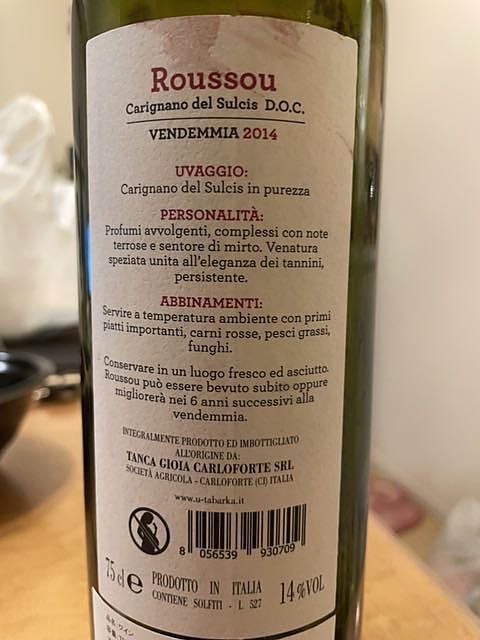 Roussou
Carignano del Sulcis D.O.C.
VENDEMMIA 2014
UVAGGIO:
Carignano del Sulcis in purezza
PERSONALITÀ:
Profumi avvolgenti, complessi con note
terrose e sentore di mirto. Venatura
speziata unita all'eleganza dei tannini,
persistente.
ABBINAMENTI:
Servire a temperatura ambiente con primi
piatti importanti, carni rosse, pesci grassi,
funghi.
Conservare in un luogo fresco ed asciutto.
Roussou può essere bevuto subito oppure
migliorerà nei 6 anni successivi alla
vendemmia.
INTEGRALMENTE PRODOTTO ED IMBOTTIGLIATO
ALL'ORIGINE DA:
TANCA GIOIA CARLOFORTE SRL
SOCIETÀ AGRICOLA - CARLOFORTE (CI) ITALIA
www.u-tabarka.it
8 056539 930709
75 cl e PRODOTTO IN ITALIA 14%VOL
CONTIENE SOLFITI - L 527
品名:ワイン